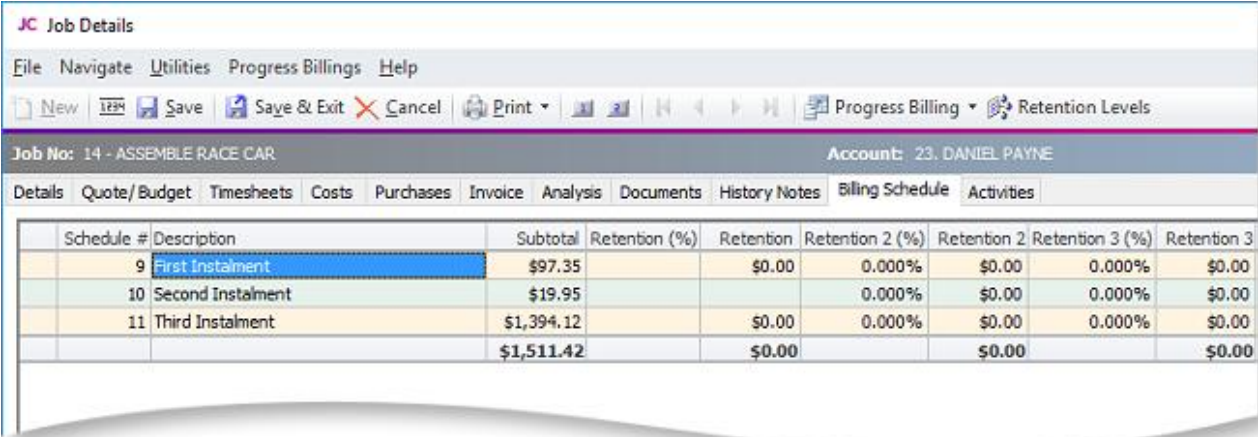 JC Job Details
File Navigate Utilities Progress Billings Help
New 1234 Save Save & Exit Cancel Print 1 2 Progress Billing Retention Levels
Job No: 14 - ASSEMBLE RACE CAR Account: 23. DANIEL PAYNE
Details Quote/Budget Timesheets Costs Purchases Invoice Analysis Documents History Notes Billing Schedule Activities
Schedule # Description Subtotal Retention (%) Retention Retention 2 (%) Retention 2 Retention 3 (%) Retention 3
9 First Instalment $97.35 $0.00 0.000% $0.00 0.000% $0.00
10 Second Instalment $19.95 0.000% $0.00 0.000% $0.00
11 Third Instalment $1,394.12 $0.00 0.000% $0.00 0.000% $0.00
$1,511.42 $0.00 $0.00 $0.00